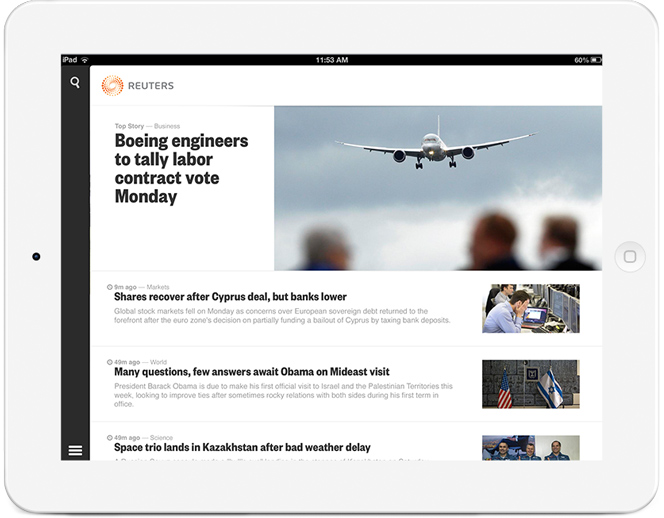 iPad 11:53 AM 60%
REUTERS
Top Story — Business
Boeing engineers
to tally labor
contract vote
Monday
9m ago — Markets
Shares recover after Cyprus deal, but banks lower
Global stock markets fell on Monday as concerns over European sovereign debt returned to the
forefront after the euro zone's decision on partially funding a bailout of Cyprus by taxing bank deposits.
49m ago — World
Many questions, few answers await Obama on Mideast visit
President Barack Obama is due to make his first official visit to Israel and the Palestinian Territories this
week, looking to improve ties after sometimes rocky relations with both sides during his first term in
office.
49m ago — Science
Space trio lands in Kazakhstan after bad weather delay